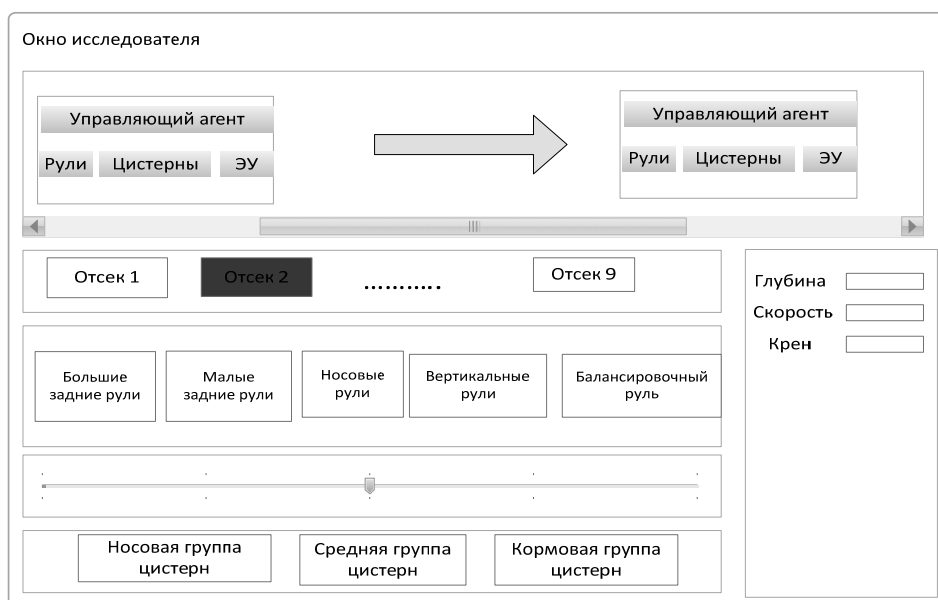 Окно исследователя
Управляющий агент
Рули Цистерны ЭУ
Управляющий агент
Рули Цистерны ЭУ
Отсек 1
Отсек 2
...........
Отсек 9
Глубина
Скорость
Крен
Большие
задние рули
Малые
задние рули
Носовые
рули
Вертикальные
рули
Балансировочный
руль
Носовая группа
цистерн
Средняя группа
цистерн
Кормовая группа
цистерн